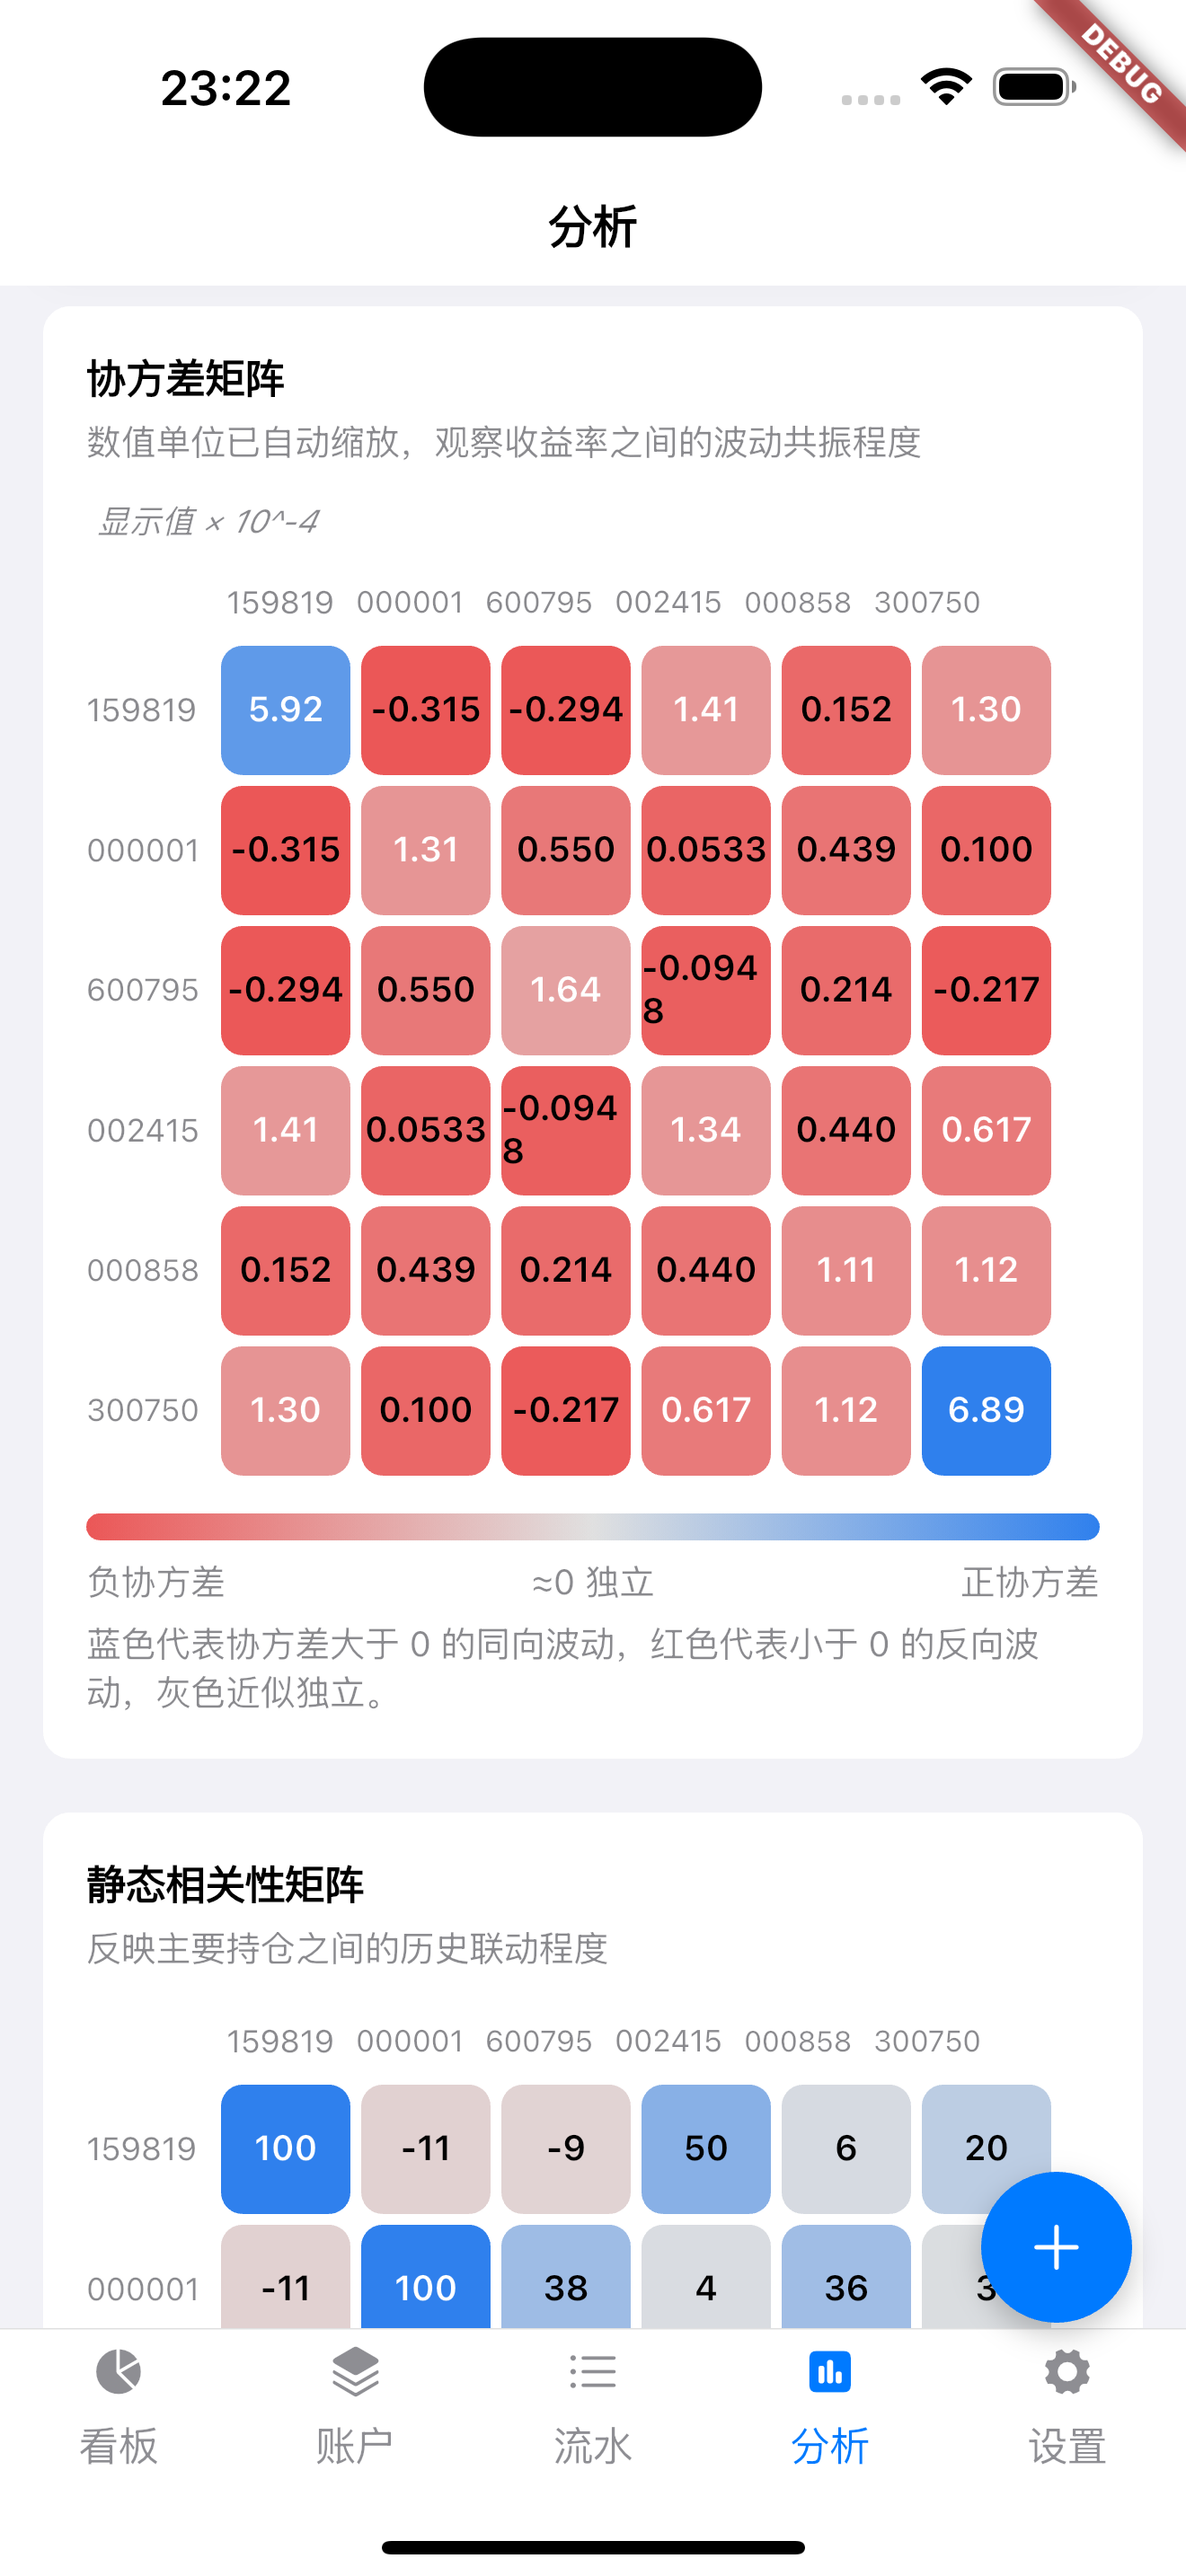 23:22
DEBUG
分析
协方差矩阵
数值单位已自动缩放，观察收益率之间的波动共振程度
显示值 × 10^-4
159819 000001 600795 002415 000858 300750
159819 5.92 -0.315 -0.294 1.41 0.152 1.30
000001 -0.315 1.31 0.550 0.0533 0.439 0.100
600795 -0.294 0.550 1.64 -0.0948 0.214 -0.217
002415 1.41 0.0533 -0.0948 1.34 0.440 0.617
000858 0.152 0.439 0.214 0.440 1.11 1.12
300750 1.30 0.100 -0.217 0.617 1.12 6.89
负协方差 ≈0 独立 正协方差
蓝色代表协方差大于 0 的同向波动，红色代表小于 0 的反向波
动，灰色近似独立。
静态相关性矩阵
反映主要持仓之间的历史联动程度
159819 000001 600795 002415 000858 300750
159819 100 -11 -9 50 6 20
000001 -11 100 38 4 36 3
看板 账户 流水 分析 设置